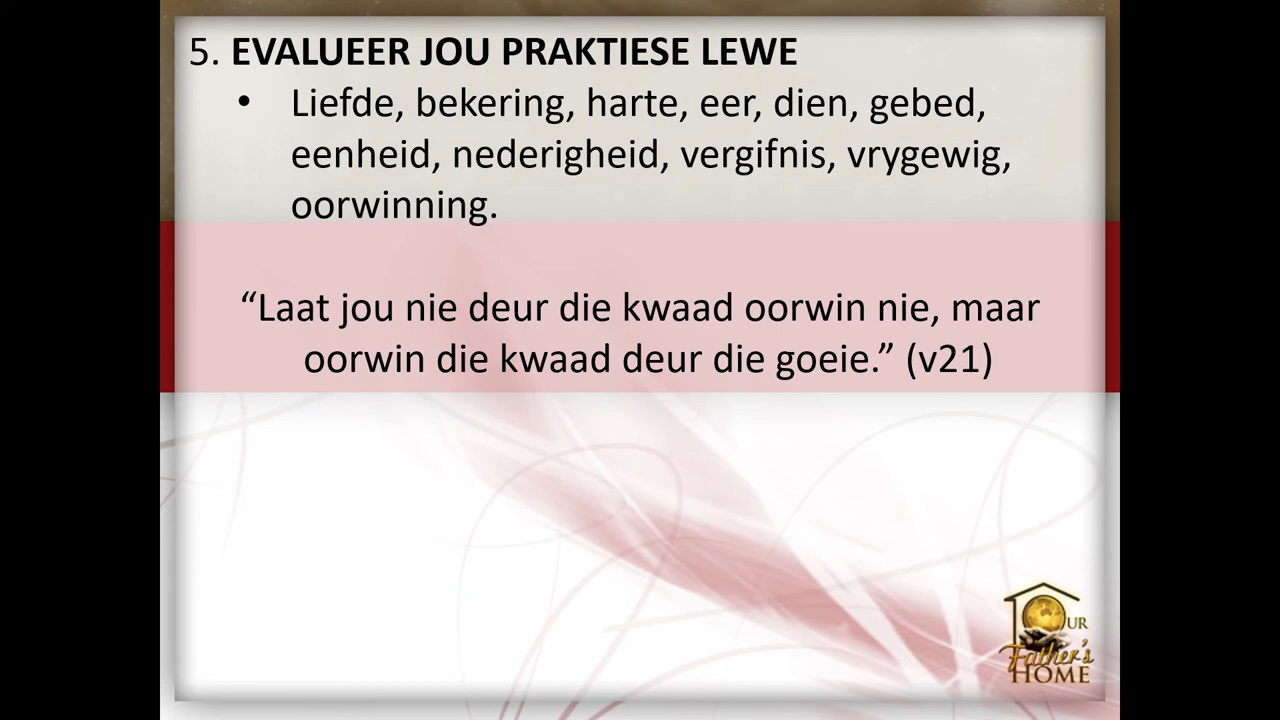 5. EVALUEER JOU PRAKTIESE LEWE
• Liefde, bekering, harte, eer, dien, gebed,
eenheid, nederigheid, vergifnis, vrygewig,
oorwinning.
“Laat jou nie deur die kwaad oorwin nie, maar
oorwin die kwaad deur die goeie.” (v21)
OUR
Father's
HOME